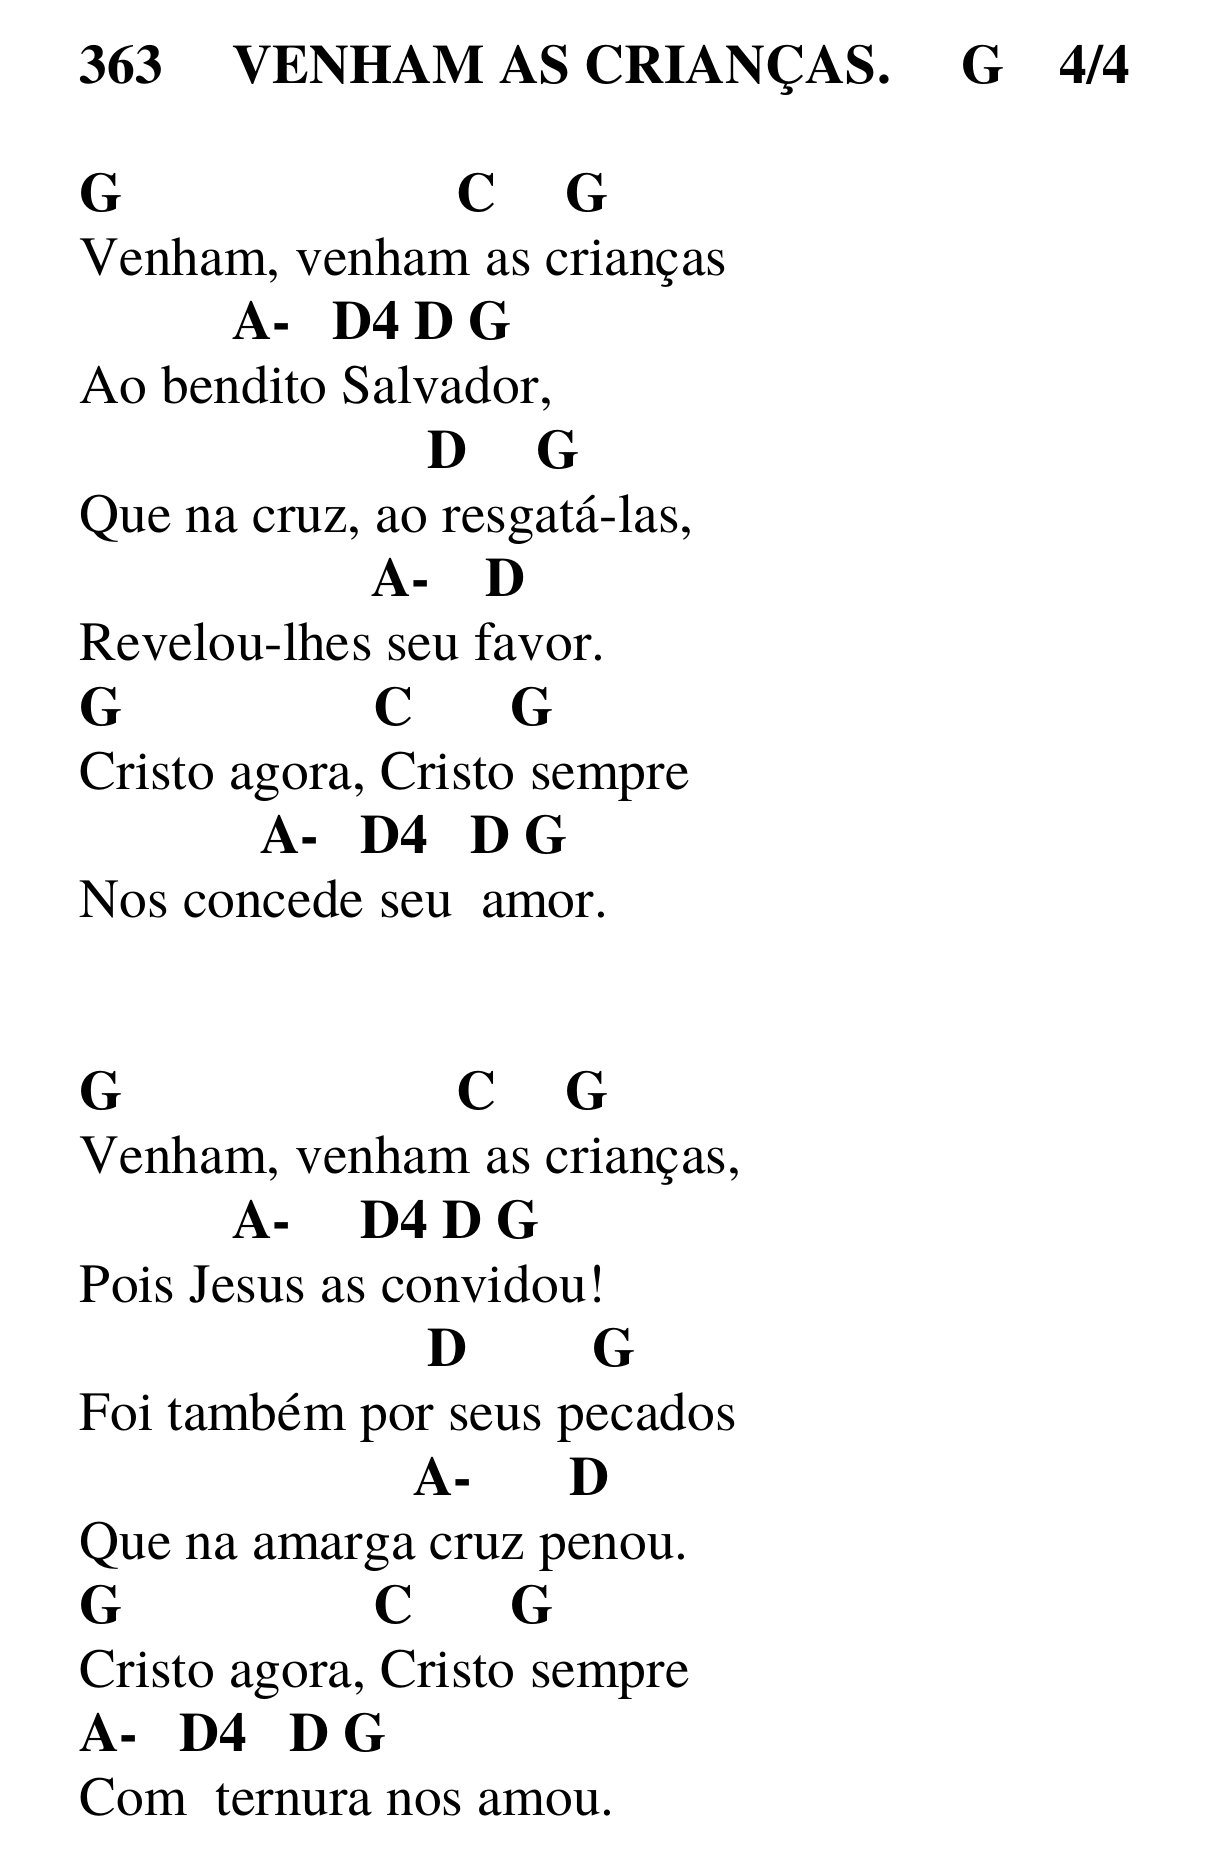 363 VENHAM AS CRIANÇAS. G 4/4
G C G
Venham, venham as crianças
A- D4 D G
Ao bendito Salvador,
D G
Que na cruz, ao resgatá-las,
A- D
Revelou-lhes seu favor.
G C G
Cristo agora, Cristo sempre
A- D4 D G
Nos concede seu amor.
G C G
Venham, venham as crianças,
A- D4 D G
Pois Jesus as convidou!
D G
Foi também por seus pecados
A- D
Que na amarga cruz penou.
G C G
Cristo agora, Cristo sempre
A- D4 D G
Com ternura nos amou.